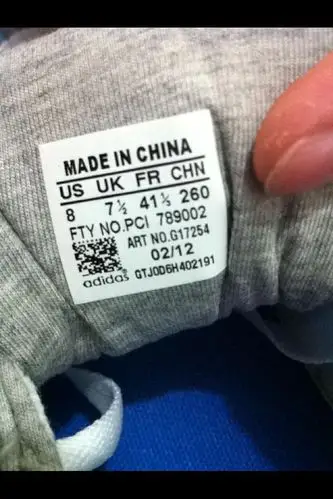 MADE IN CHINA
US UK FR CHN
8 7½ 41⅓ 260
FTY NO.PCI 789002
ART NO.G17254
02/12
adidas GTJ0D6H402191